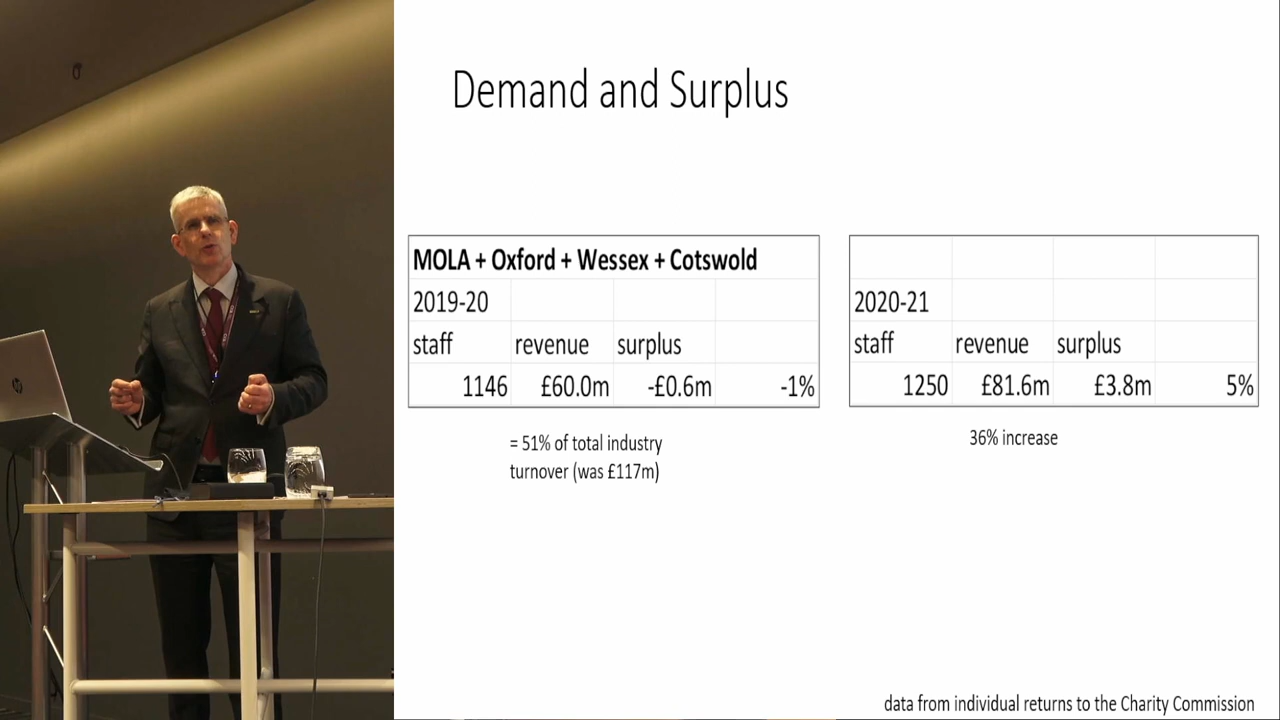 Demand and Surplus
MOLA + Oxford + Wessex + Cotswold
2019-20
staff revenue surplus
1146 £60.0m -£0.6m -1%
= 51% of total industry
turnover (was £117m)
2020-21
staff revenue surplus
1250 £81.6m £3.8m 5%
36% increase
data from individual returns to the Charity Commission
hp